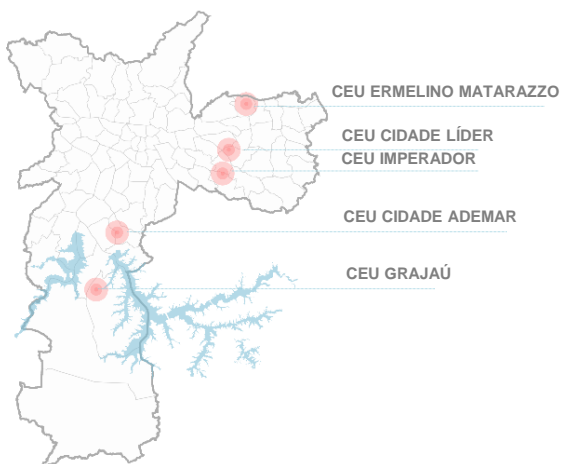 CEU ERMELINO MATARAZZO
CEU CIDADE LÍDER
CEU IMPERADOR
CEU CIDADE ADEMAR
CEU GRAJAÚ